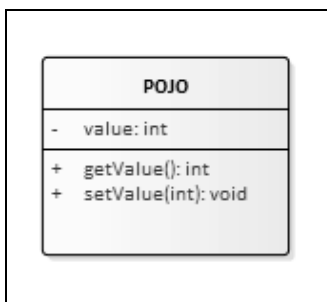 POJO
- value: int
+ getValue(): int
+ setValue(int): void